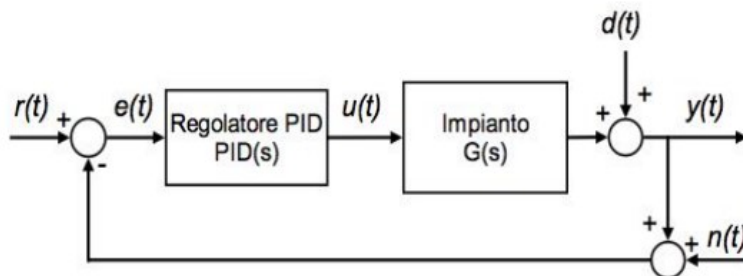 d(t)
r(t)
+
-
e(t)
Regolatore PID
PID(s)
u(t)
Impianto
G(s)
+
+
y(t)
+
+
n(t)